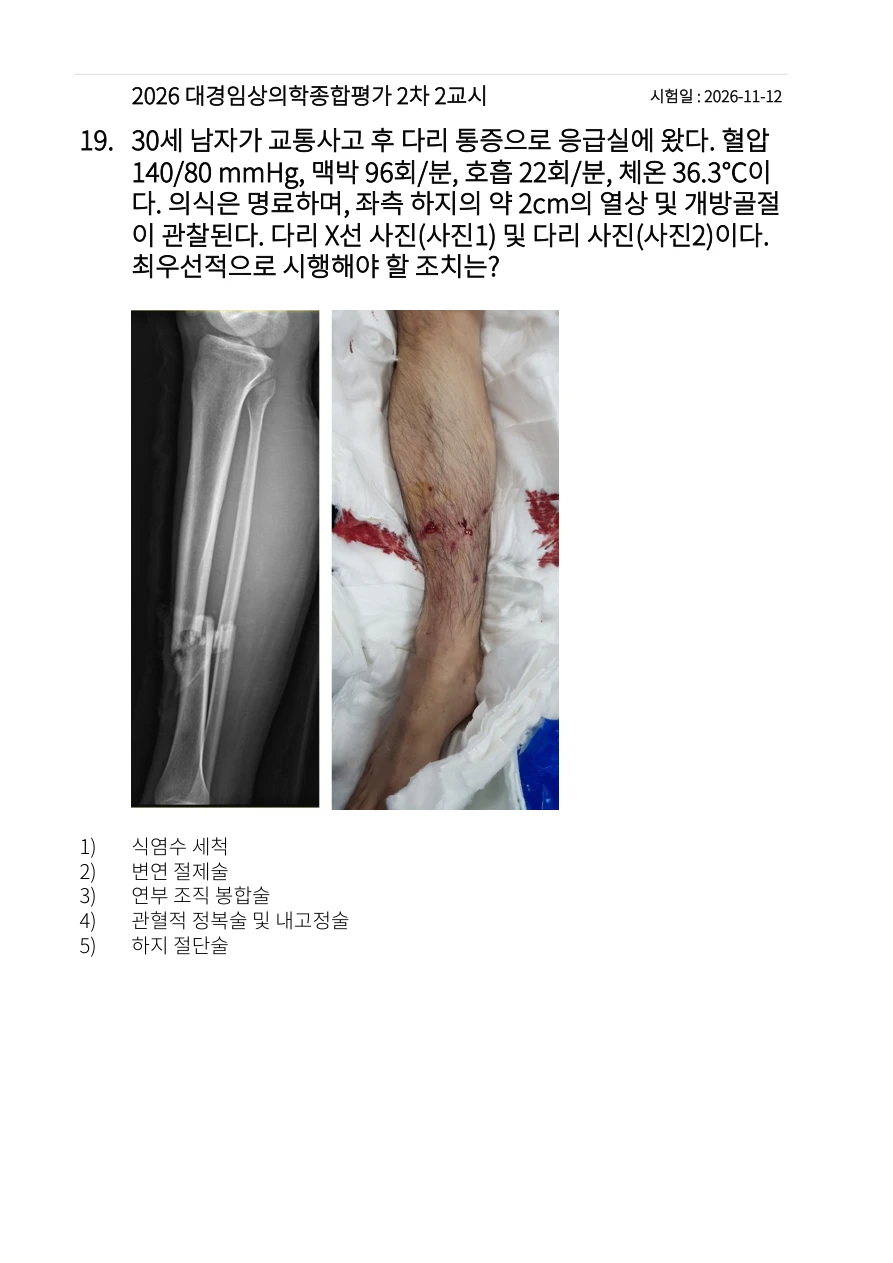 2026 대경임상의학종합평가 2차 2교시
시험일 : 2026-11-12
19. 30세 남자가 교통사고 후 다리 통증으로 응급실에 왔다. 혈압
140/80 mmHg, 맥박 96회/분, 호흡 22회/분, 체온 36.3℃이
다. 의식은 명료하며, 좌측 하지의 약 2cm의 열상 및 개방골절
이 관찰된다. 다리 X선 사진(사진1) 및 다리 사진(사진2)이다.
최우선적으로 시행해야 할 조치는?
1) 식염수 세척
2) 변연 절제술
3) 연부 조직 봉합술
4) 관혈적 정복술 및 내고정술
5) 하지 절단술